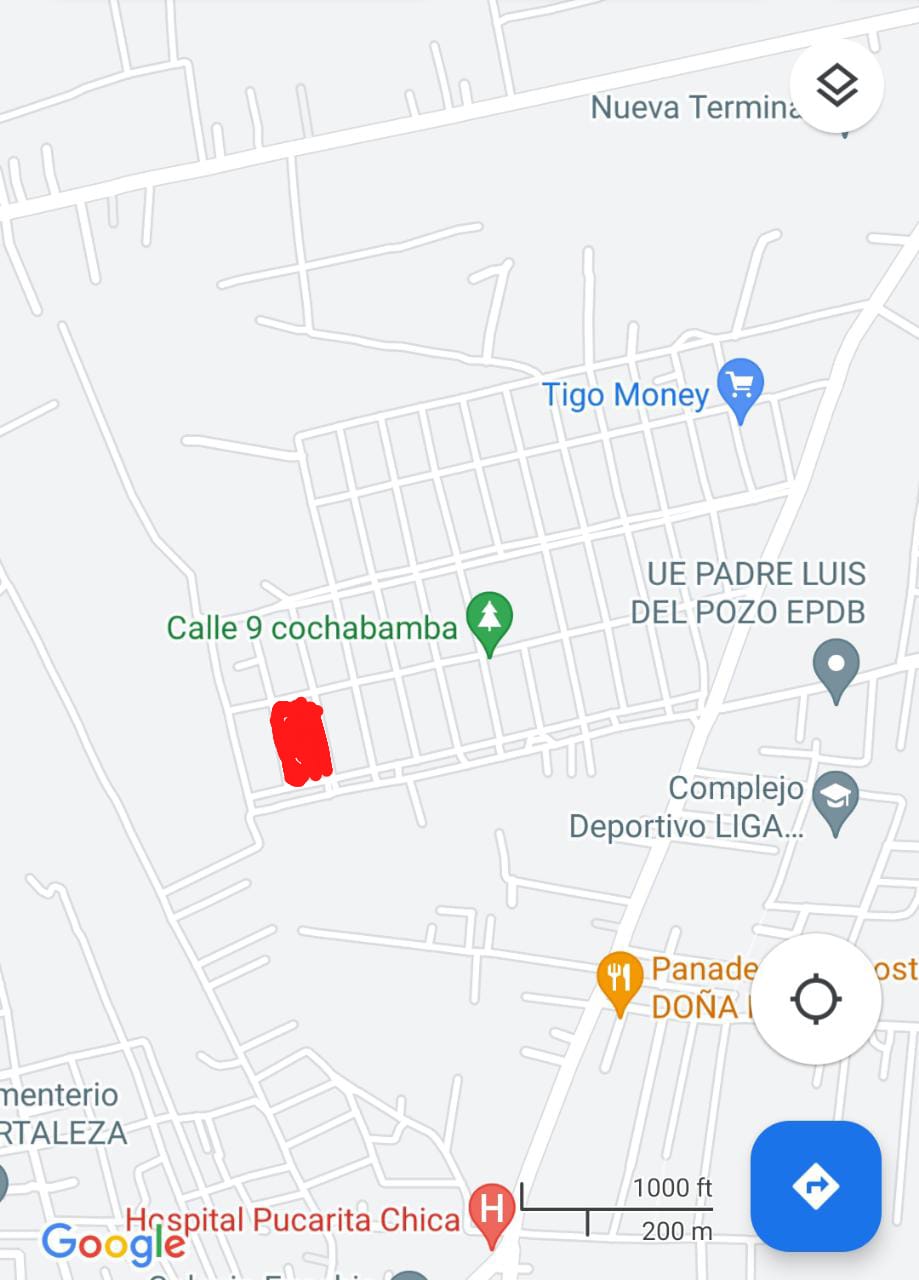 Nueva Termina
Tigo Money
UE PADRE LUIS
DEL POZO EPDB
Calle 9 cochabamba
Complejo
Deportivo LIGA...
Panade ost
DOÑA
menterio
RTALEZA
1000 ft
200 m
Hospital Pucarita Chica
H
Google